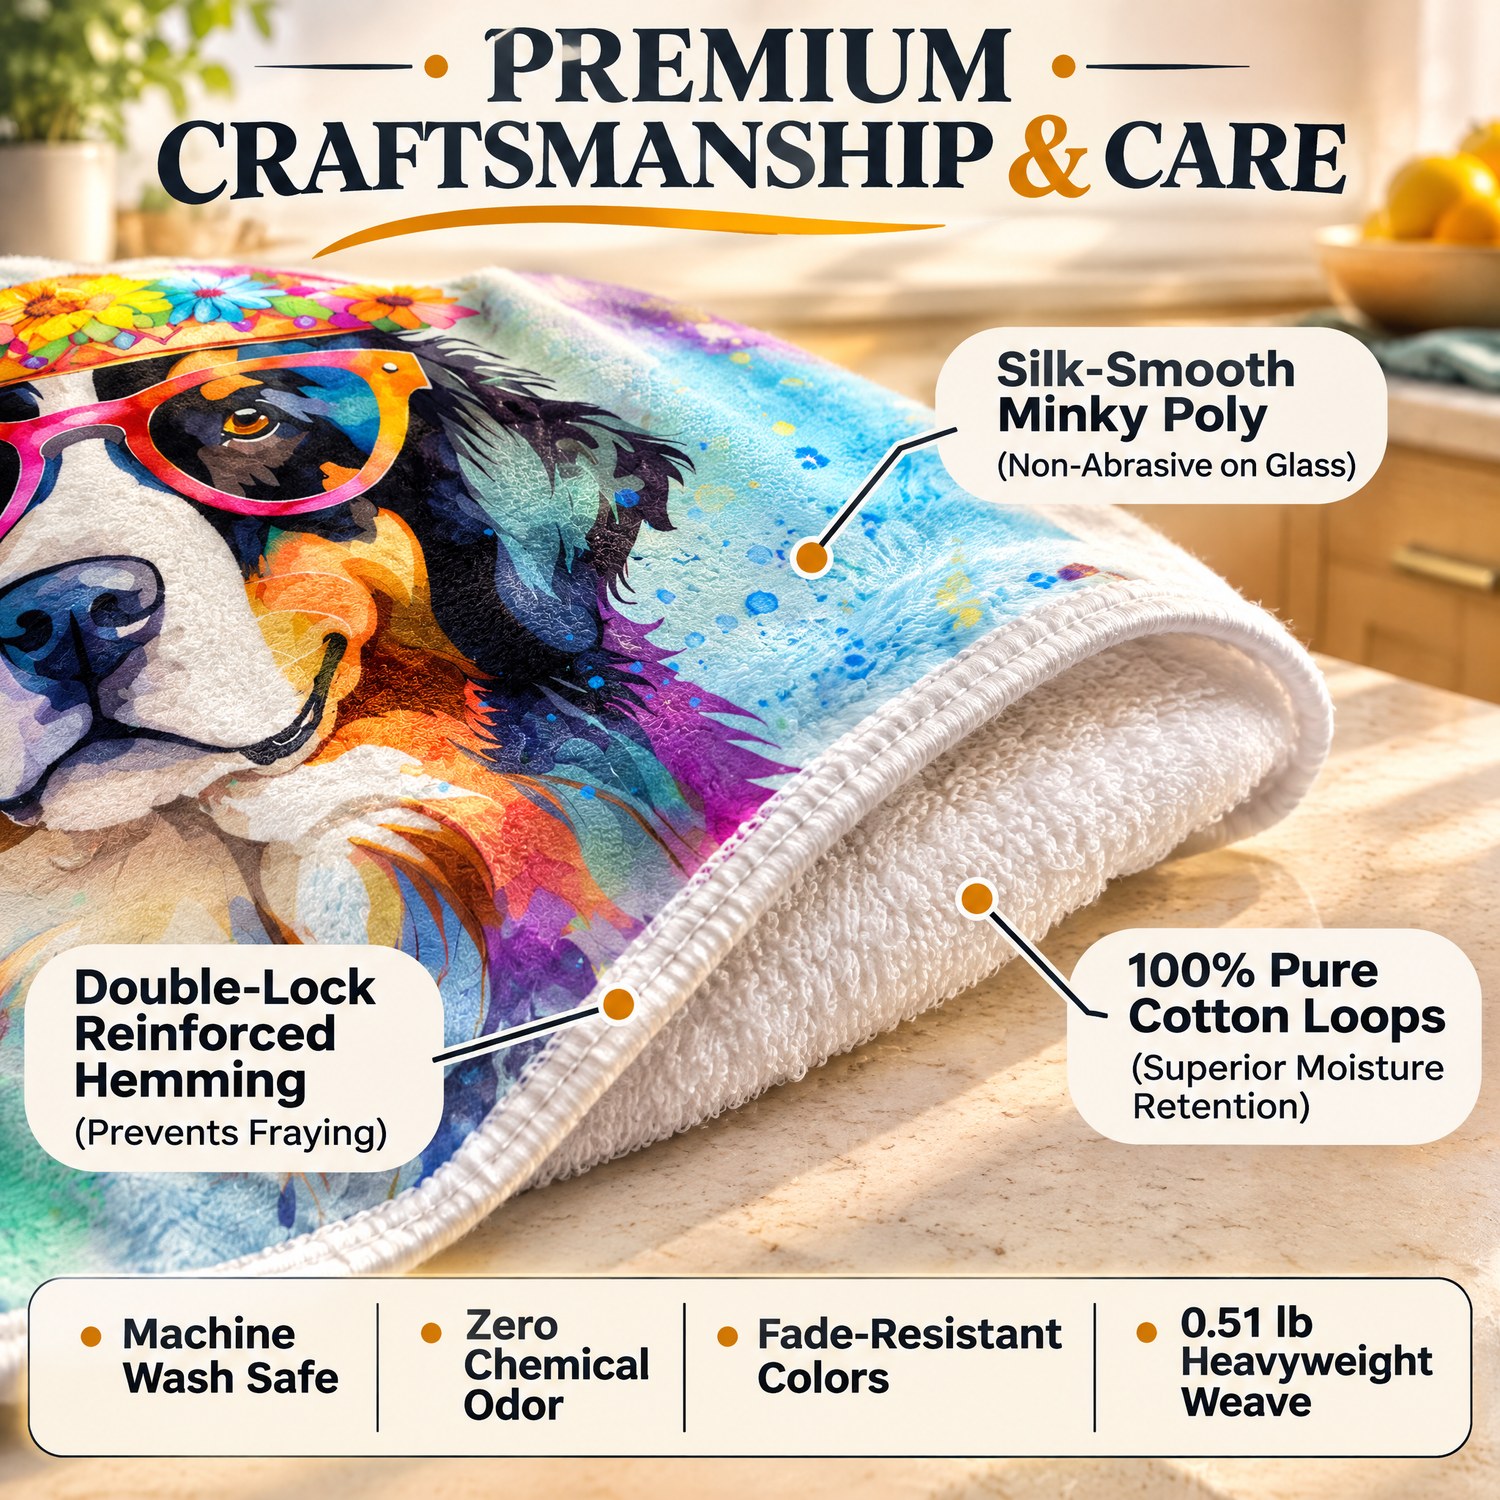 PREMIUM
CRAFTSMANSHIP & CARE
Silk-Smooth
Minky Poly
(Non-Abrasive on Glass)
Double-Lock
Reinforced
Hemming
(Prevents Fraying)
100% Pure
Cotton Loops
(Superior Moisture
Retention)
Machine
Wash Safe
Zero
Chemical
Odor
Fade-Resistant
Colors
0.51 lb
Heavyweight
Weave